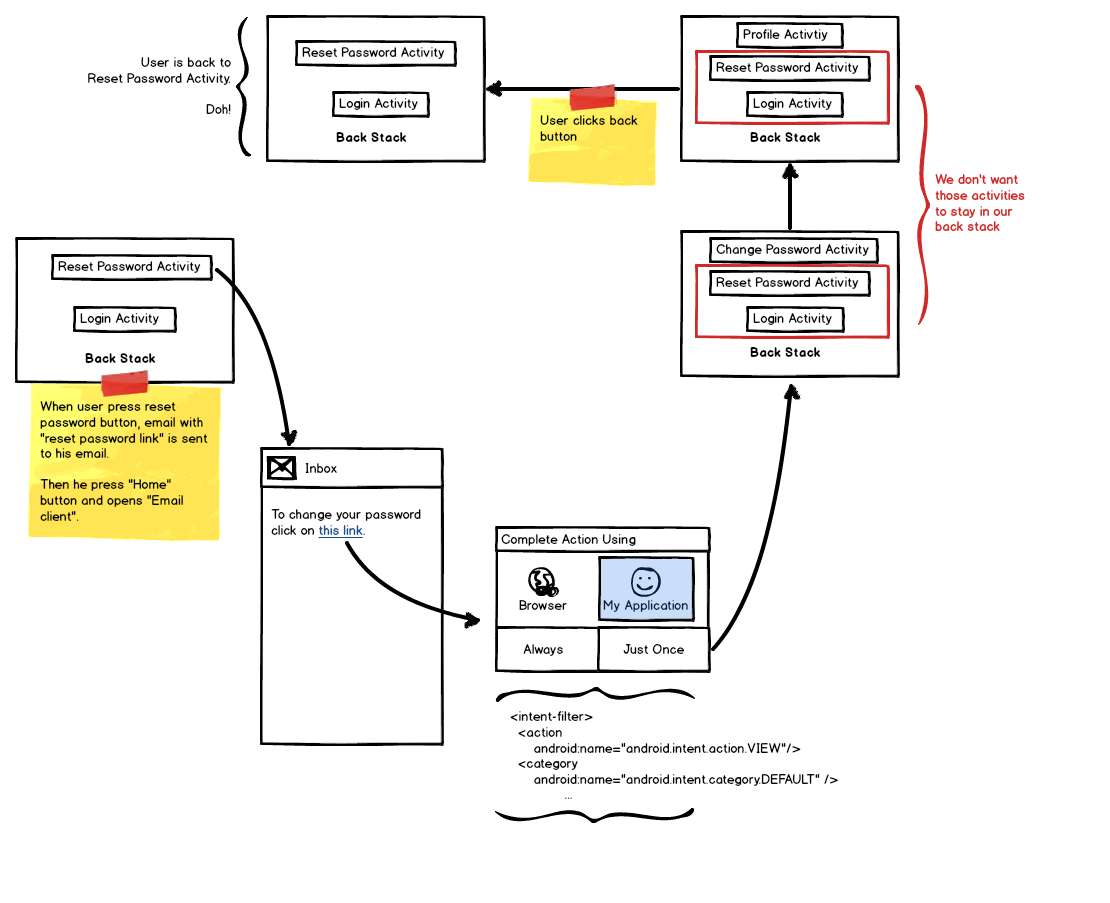 User is back to
Reset Password Activity.
Doh!
Reset Password Activity
Login Activity
Back Stack
User clicks back
button
Profile Activtiy
Reset Password Activity
Login Activity
Back Stack
We don't want
those activities
to stay in our
back stack
Change Password Activity
Reset Password Activity
Login Activity
Back Stack
Reset Password Activity
Login Activity
Back Stack
When user press reset
password button, email with
"reset password link" is sent
to his email.
Then he press "Home"
button and opens "Email
client".
Inbox
To change your password
click on this link.
Complete Action Using
Browser
My Application
Always
Just Once
<intent-filter>
<action
android:name="android.intent.action.VIEW"/>
<category
android:name="android.intent.category.DEFAULT" />
...